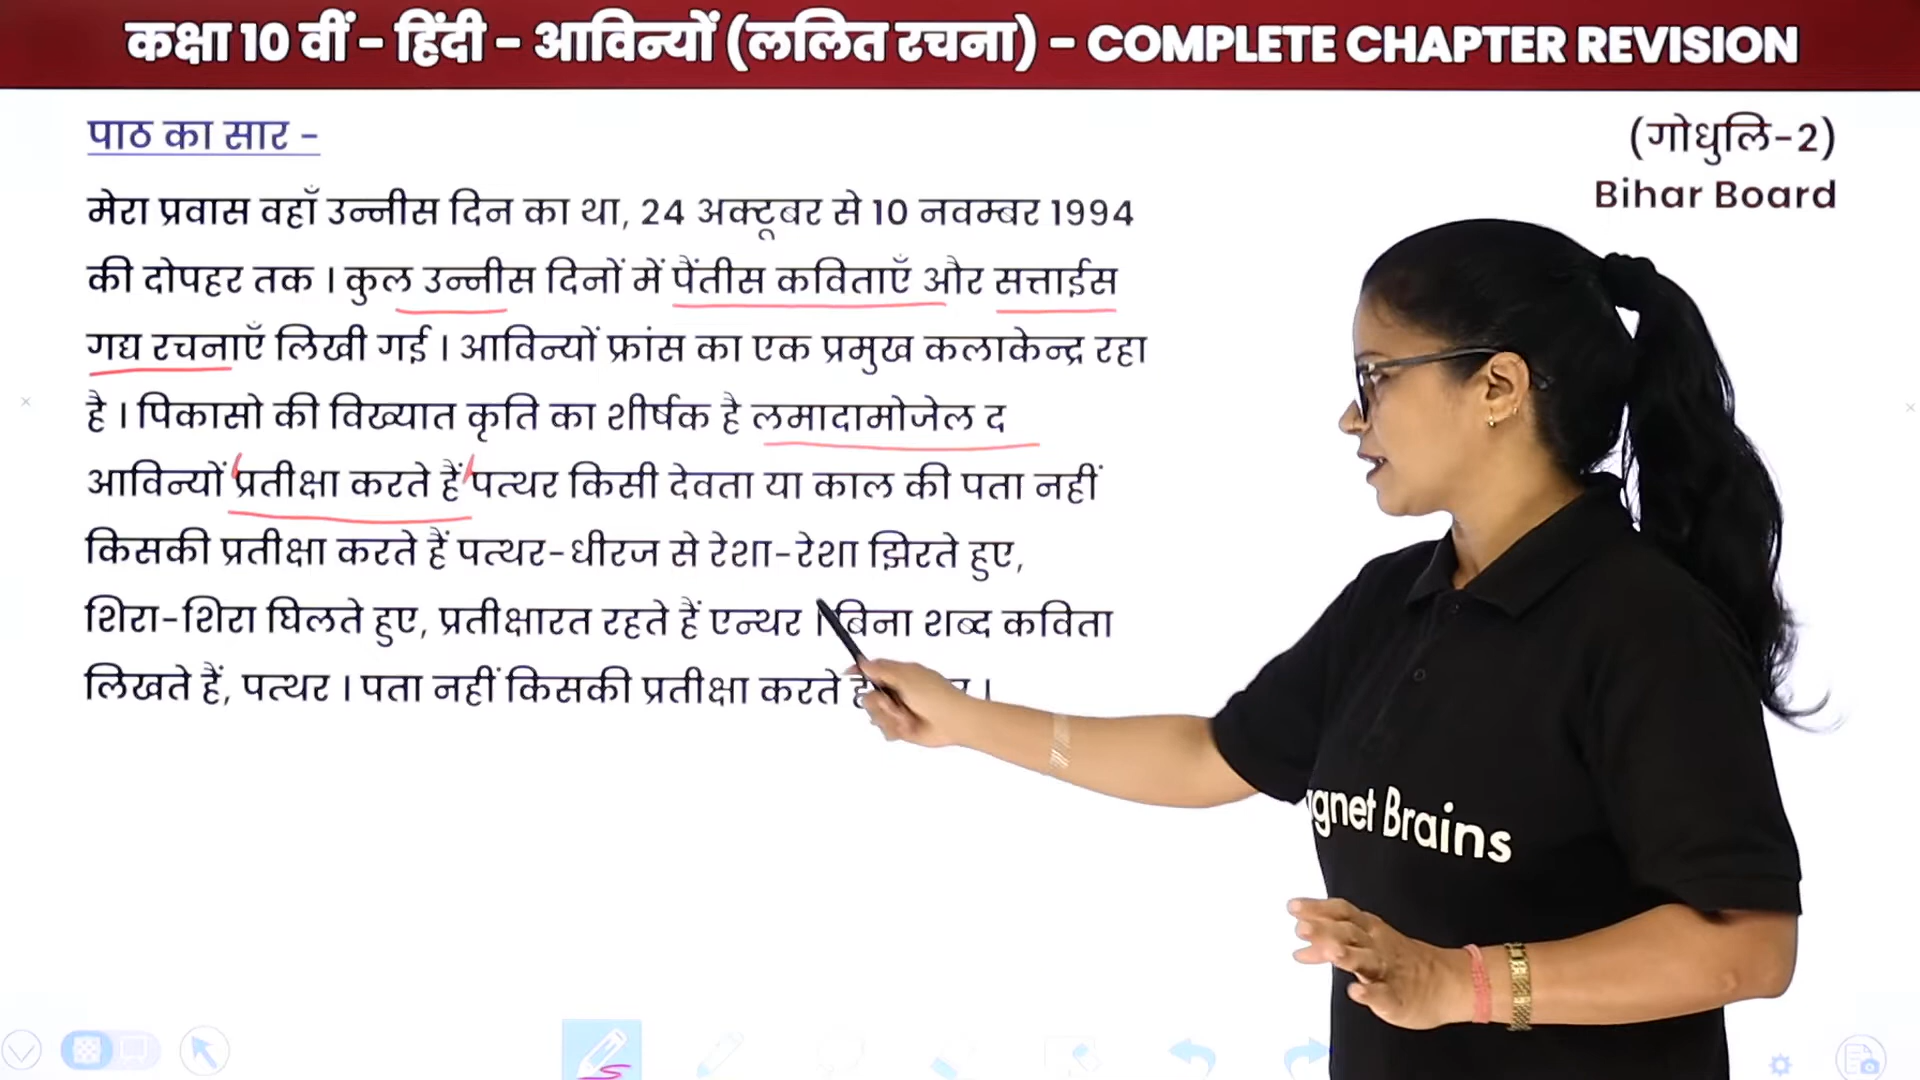 कक्षा 10 वीं - हिंदी - आविन्यों (ललित रचना) - COMPLETE CHAPTER REVISION
पाठ का सार -
(गोधुलि-2)
Bihar Board
मेरा प्रवास वहाँ उन्नीस दिन का था, 24 अक्टूबर से 10 नवम्बर 1994
की दोपहर तक । कुल उन्नीस दिनों में पैंतीस कविताएँ और सत्ताईस
गद्य रचनाएँ लिखी गई । आविन्यों फ्रांस का एक प्रमुख कलाकेन्द्र रहा
है । पिकासो की विख्यात कृति का शीर्षक है लमादामोजेल द
आविन्यों प्रतीक्षा करते हैं पत्थर किसी देवता या काल की पता नहीं
किसकी प्रतीक्षा करते हैं पत्थर-धीरज से रेशा-रेशा झिरते हुए,
शिरा-शिरा घिलते हुए, प्रतीक्षारत रहते हैं एन्थर । बिना शब्द कविता
लिखते हैं, पत्थर । पता नहीं किसकी प्रतीक्षा करते
gnet Brains